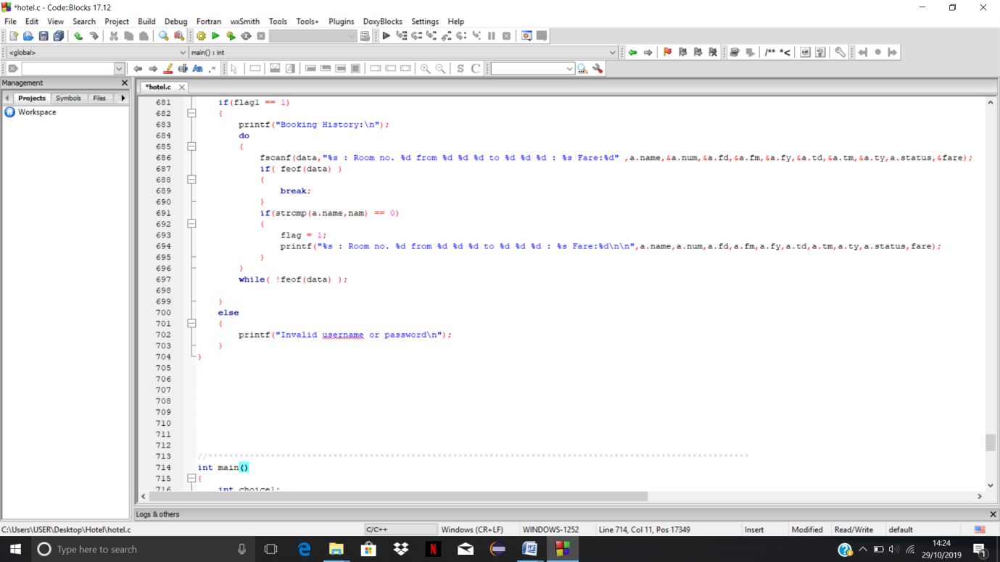 *hotel.c - Code::Blocks 17.12
File Edit View Search Project Build Debug Fortran wxSmith Tools Tools+ Plugins DoxyBlocks Settings Help
<global> main() : int
/** *<
Aa .* S C
Management
*hotel.c
Projects Symbols Files
Workspace
681 if(flag1 == 1)
682 {
683 printf("Booking History:\n");
684 do
685 {
686 fscanf(data,"%s : Room no. %d from %d %d %d to %d %d %d : %s Fare:%d" ,a.name,&a.num,&a.fd,&a.fm,&a.fy,&a.td,&a.tm,&a.ty,a.status,&fare);
687 if( feof(data) )
688 {
689 break;
690 }
691 if(strcmp(a.name,nam) == 0)
692 {
693 flag = 1;
694 printf("%s : Room no. %d from %d %d %d to %d %d %d : %s Fare:%d\n\n",a.name,a.num,a.fd,a.fm,a.fy,a.td,a.tm,a.ty,a.status,fare);
695 }
696 }
697 while( !feof(data) );
698
699 }
700 else
701 {
702 printf("Invalid username or password\n");
703 }
704 }
705
706
707
708
709
710
711
712
713
714 int main()
715 {
716 int choice1;
Logs & others
C:\Users\USER\Desktop\Hotel\hotel.c C/C++ Windows (CR+LF) WINDOWS-1252 Line 714, Col 11, Pos 17349 Insert Modified Read/Write default
Type here to search
14:24
29/10/2019
1